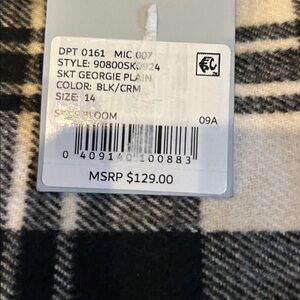 DPT 0161 MIC 007
STYLE: 90800SK0924
SKT GEORGIE PLAIN
COLOR: BLK/CRM
SIZE: 14
BLOOM 09A
0 409140 100883
MSRP $129.00